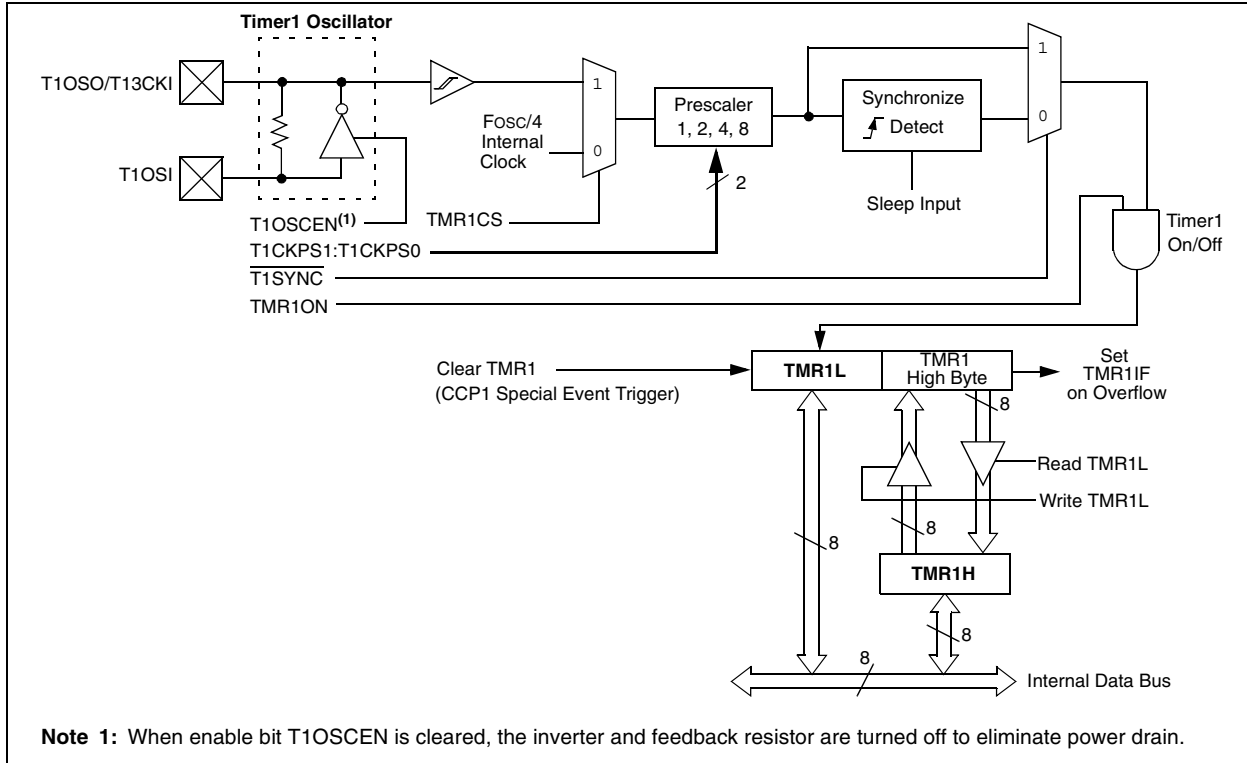 Timer1 Oscillator
T1OSO/T13CKI
T1OSI
FOSC/4
Internal
Clock
1
0
Prescaler
1, 2, 4, 8
2
Synchronize
Detect
Sleep Input
1
0
T1OSCEN(1)
TMR1CS
T1CKPS1:T1CKPS0
T1SYNC
TMR1ON
Timer1
On/Off
Clear TMR1
(CCP1 Special Event Trigger)
TMR1L
TMR1
High Byte
Set
TMR1IF
on Overflow
8
Read TMR1L
Write TMR1L
8
8
TMR1H
8
8
Internal Data Bus
Note 1: When enable bit T1OSCEN is cleared, the inverter and feedback resistor are turned off to eliminate power drain.